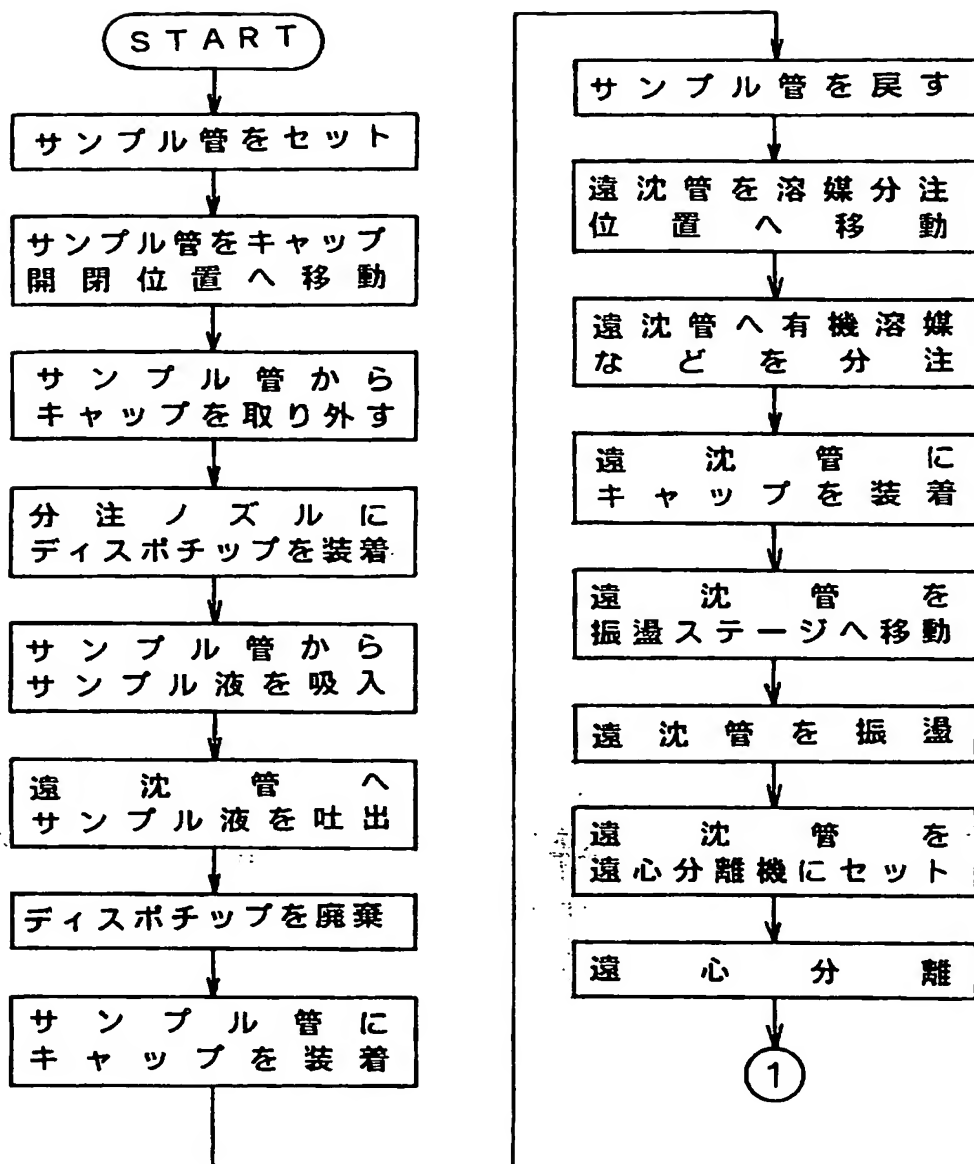 START
サンプル管をセット
サンプル管をキャップ
開閉位置へ移動
サンプル管から
キャップを取り外す
分注ノズルに
ディスポチップを装着
サンプル管から
サンプル液を吸入
遠沈管へ
サンプル液を吐出
ディスポチップを廃棄
サンプル管に
キャップを装着
サンプル管を戻す
遠沈管を溶媒分注
位置へ移動
遠沈管へ有機溶媒
などを分注
遠沈管に
キャップを装着
遠沈管を
振盪ステージへ移動
遠沈管を振盪
遠沈管を
遠心分離機にセット
遠心分離
1